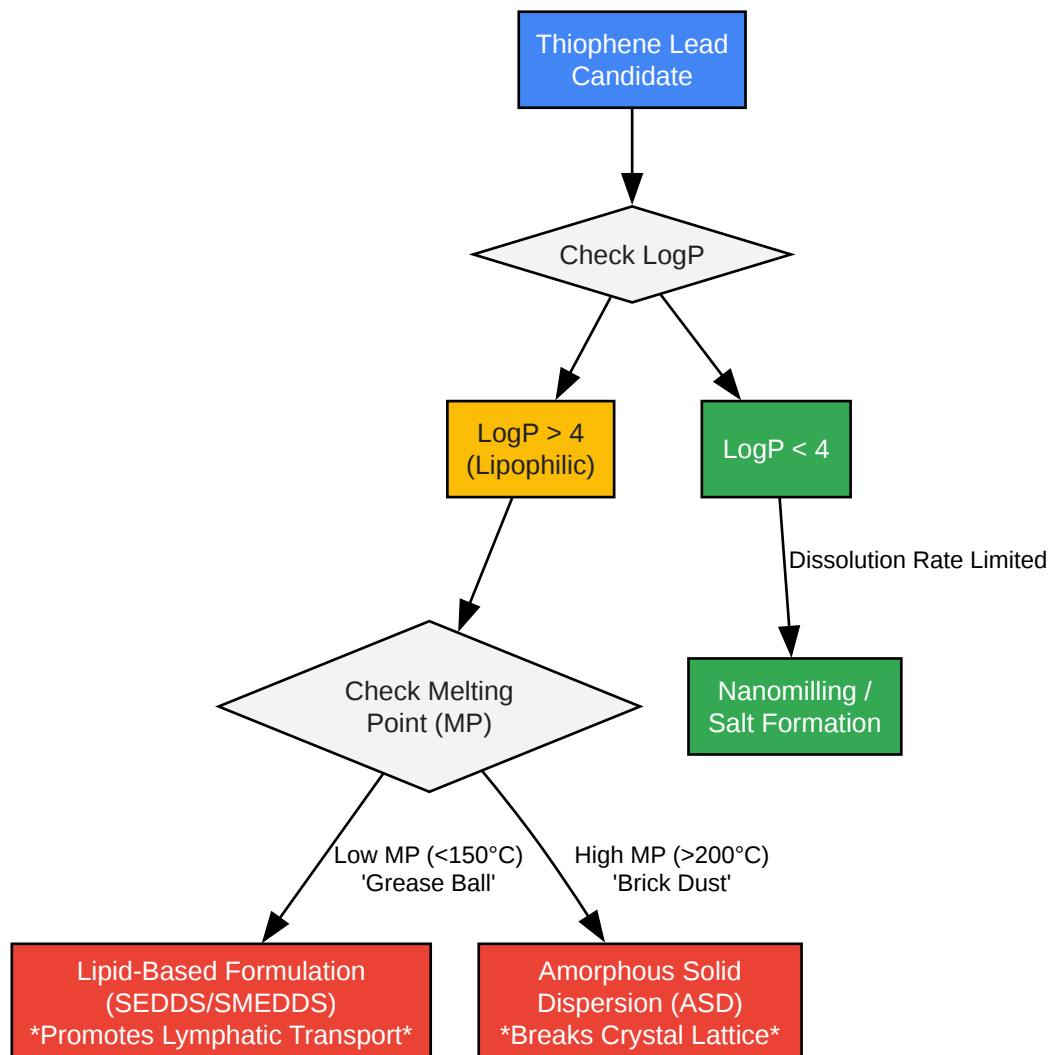 Thiophene Lead
Candidate
Check LogP
LogP > 4
(Lipophilic)
LogP < 4
Dissolution Rate Limited
Check Melting
Point (MP)
Nanomilling /
Salt Formation
Low MP (<150°C)
'Grease Ball'
High MP (>200°C)
'Brick Dust'
Lipid-Based Formulation
(SEDDS/SMEDDS)
*Promotes Lymphatic Transport*
Amorphous Solid
Dispersion (ASD)
*Breaks Crystal Lattice*